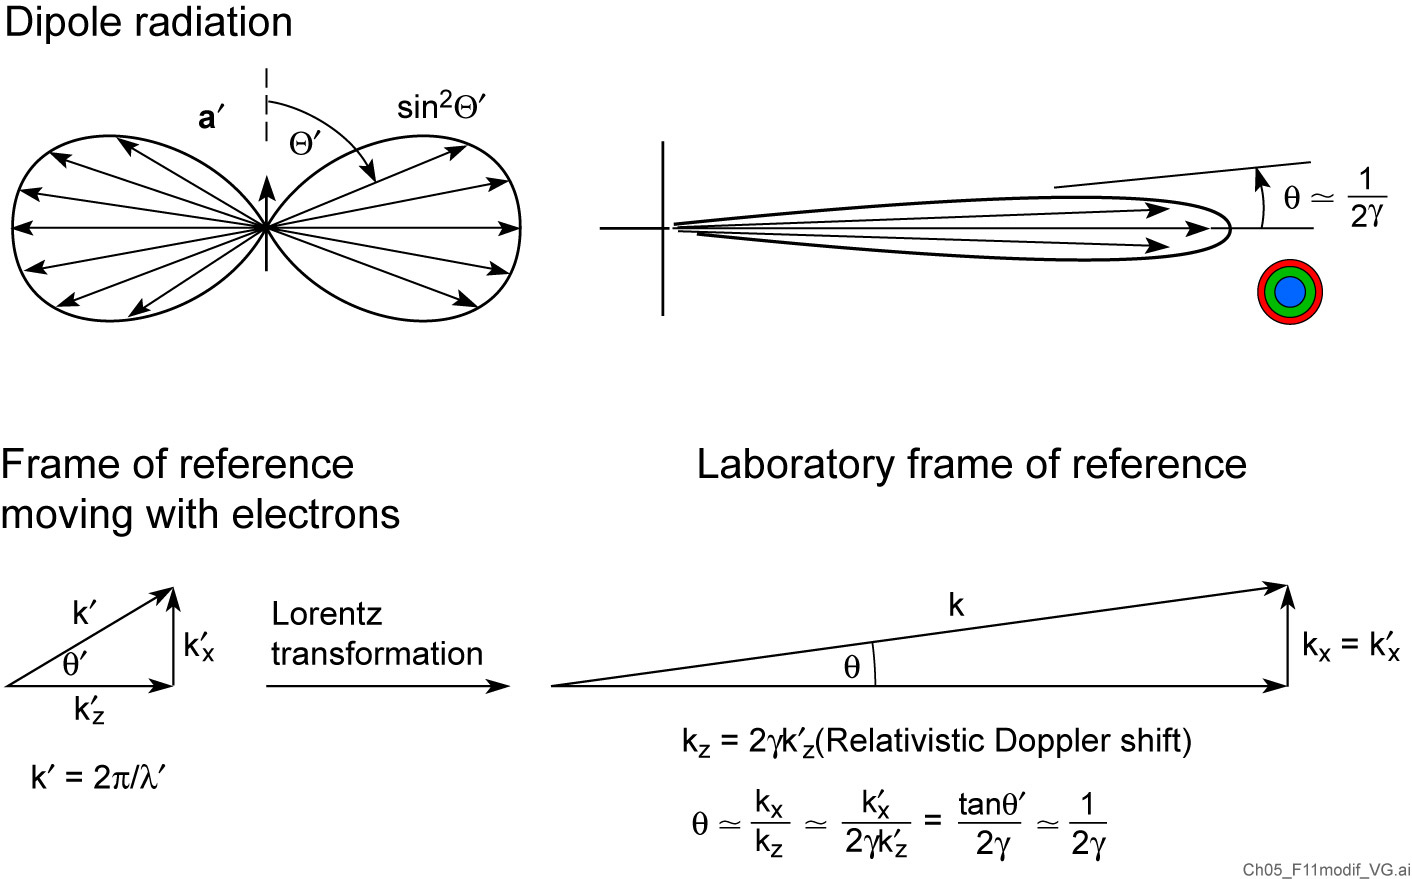 Dipole radiation
a′
Θ′
sin²Θ′
θ ≃ 1/2γ
Frame of reference
moving with electrons
Laboratory frame of reference
k′
θ′
k′x
k′z
k′ = 2π/λ′
Lorentz
transformation
k
θ
kx = k′x
kz = 2γk′z(Relativistic Doppler shift)
θ ≃ kx/kz ≃ k′x/2γk′z = tanθ′/2γ ≃ 1/2γ
Ch05_F11modif_VG.ai